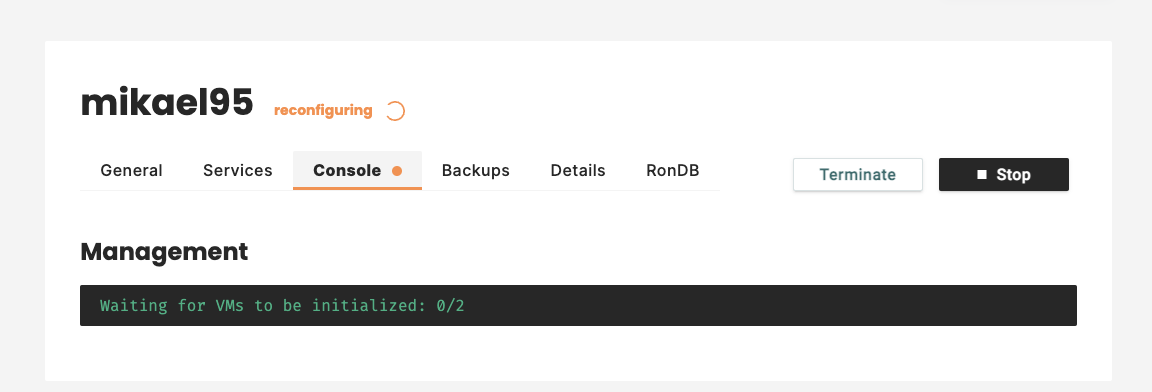 mikael95 reconfiguring
General Services Console Backups Details RonDB Terminate Stop
Management
Waiting for VMs to be initialized: 0/2